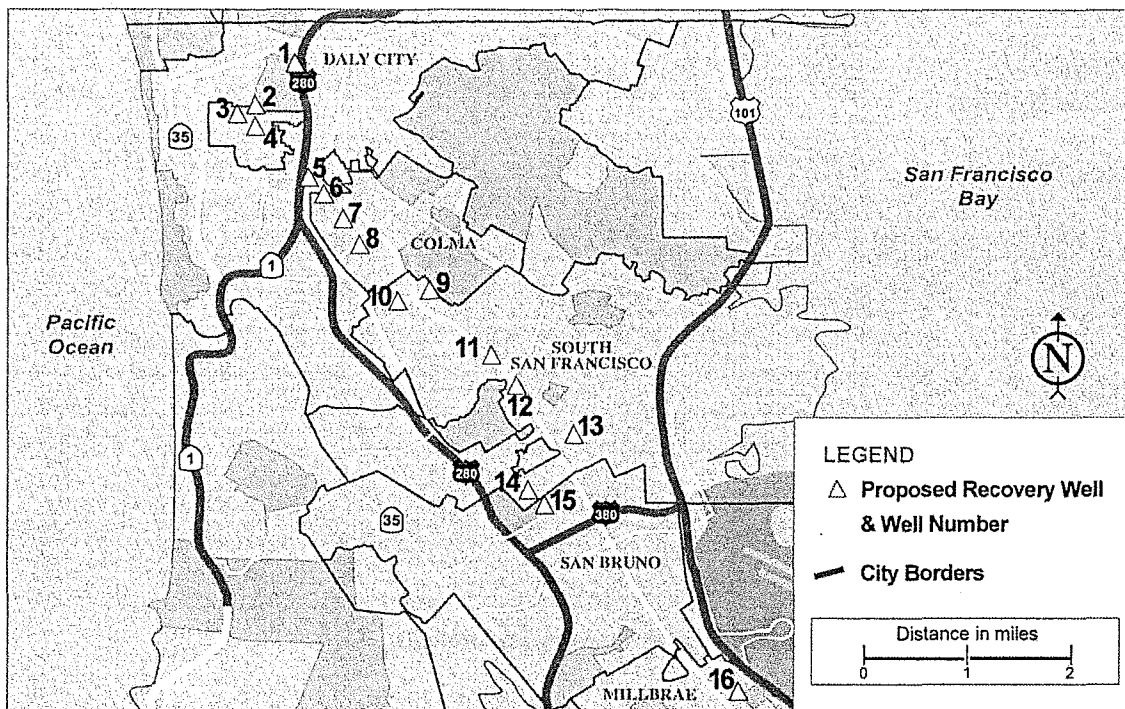 1
DALY CITY
280
101
2
3
4
35
5
6
San Francisco
Bay
7
8
COLMA
1
9
10
Pacific
Ocean
11
SOUTH
SAN FRANCISCO
N
12
13
1
280
14
15
35
380
SAN BRUNO
MILLBRAE
16
LEGEND
Proposed Recovery Well
& Well Number
City Borders
Distance in miles
0 1 2